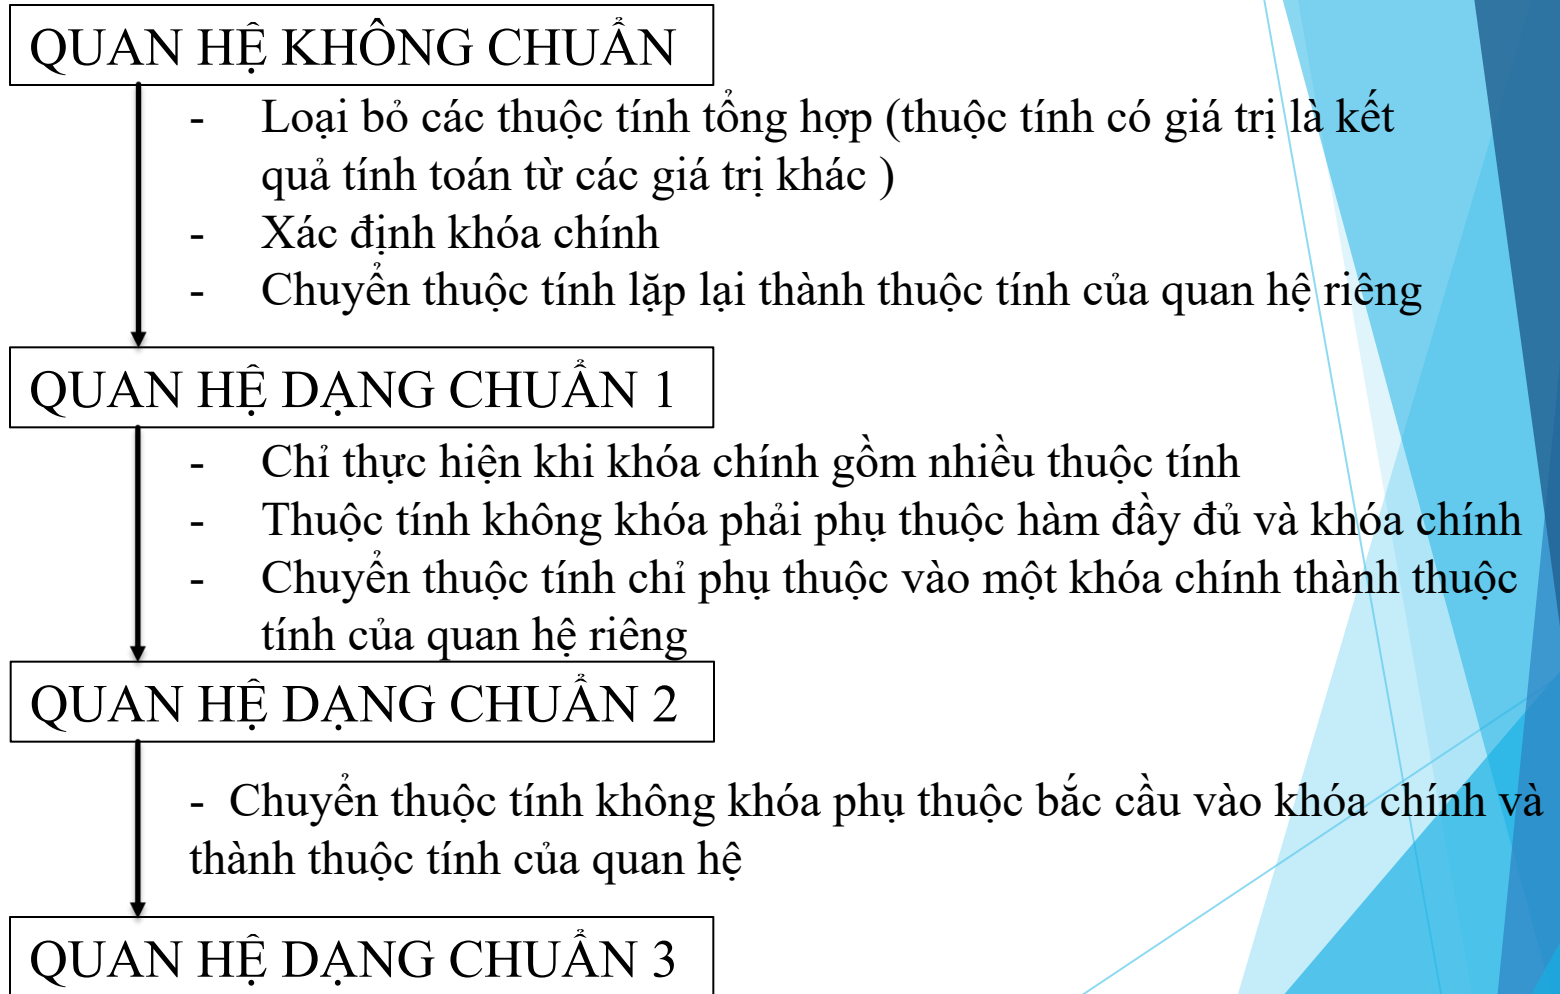 QUAN HỆ KHÔNG CHUẨN
- Loại bỏ các thuộc tính tổng hợp (thuộc tính có giá trị là kết
quả tính toán từ các giá trị khác )
- Xác định khóa chính
- Chuyển thuộc tính lặp lại thành thuộc tính của quan hệ riêng
QUAN HỆ DẠNG CHUẨN 1
- Chỉ thực hiện khi khóa chính gồm nhiều thuộc tính
- Thuộc tính không khóa phải phụ thuộc hàm đầy đủ và khóa chính
- Chuyển thuộc tính chỉ phụ thuộc vào một khóa chính thành thuộc
tính của quan hệ riêng
QUAN HỆ DẠNG CHUẨN 2
- Chuyển thuộc tính không khóa phụ thuộc bắc cầu vào khóa chính và
thành thuộc tính của quan hệ
QUAN HỆ DẠNG CHUẨN 3